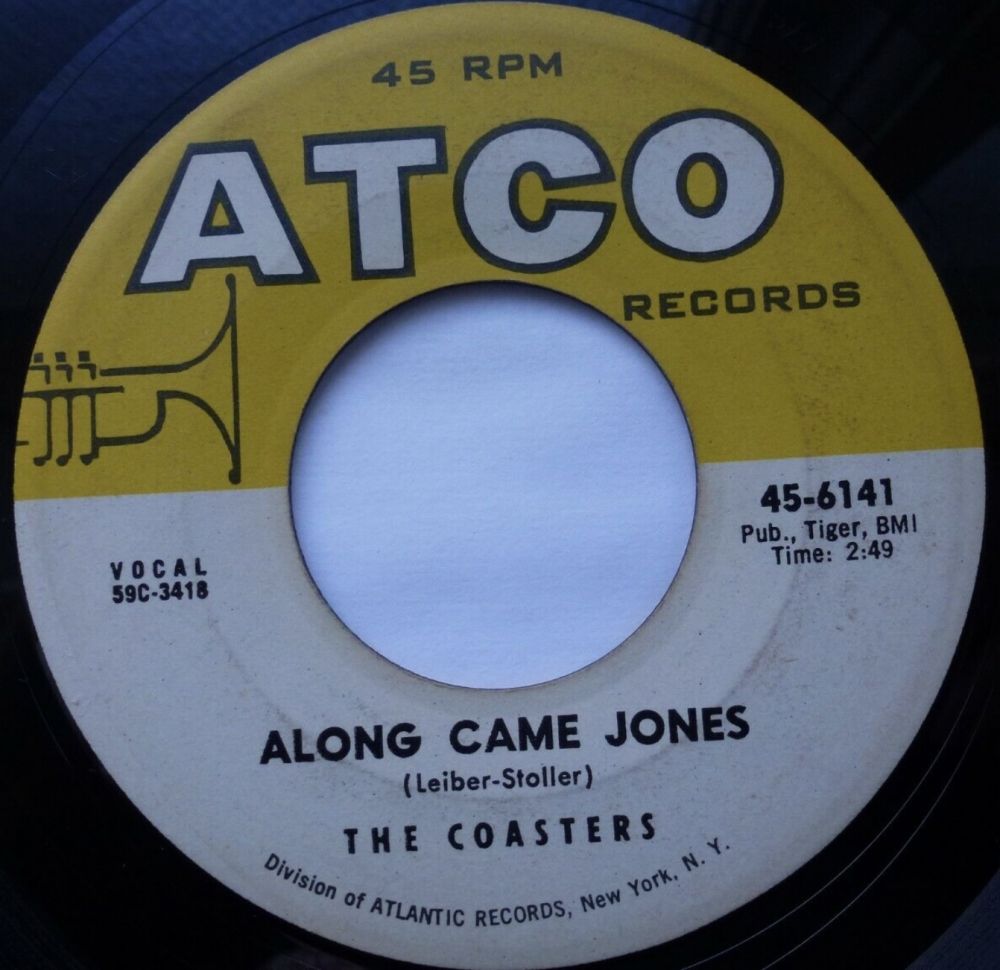 45 RPM
ATCO
RECORDS
45-6141
Pub., Tiger, BMI
Time: 2:49
VOCAL
59C-3418
ALONG CAME JONES
(Leiber-Stoller)
THE COASTERS
Division of ATLANTIC RECORDS, New York, N. Y.